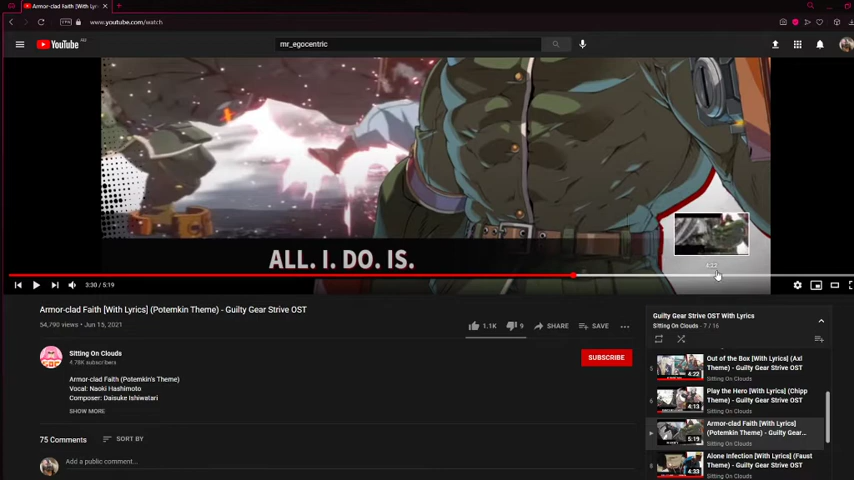 Armor-clad Faith [With Lyr
www.youtube.com/watch
YouTube
mr_egocentric
ALL. I. DO. IS.
4:22
3:30 / 5:19
Armor-clad Faith [With Lyrics] (Potemkin Theme) - Guilty Gear Strive OST
54,790 views • Jun 15, 2021
1.1K
9
SHARE
SAVE
Sitting On Clouds
4.78K subscribers
SUBSCRIBE
Armor-clad Faith (Potemkin's Theme)
Vocal: Naoki Hashimoto
Composer: Daisuke Ishiwatari
SHOW MORE
75 Comments
SORT BY
Add a public comment...
Guilty Gear Strive OST With Lyrics
Sitting On Clouds - 7 / 16
5
4:22
Out of the Box [With Lyrics] (Axl
Theme) - Guilty Gear Strive OST
Sitting On Clouds
6
4:13
Play the Hero [With Lyrics] (Chipp
Theme) - Guilty Gear Strive OST
Sitting On Clouds
5:19
Armor-clad Faith [With Lyrics]
(Potemkin Theme) - Guilty Gear...
Sitting On Clouds
8
4:33
Alone Infection [With Lyrics] (Faust
Theme) - Guilty Gear Strive OST
Sitting On Clouds